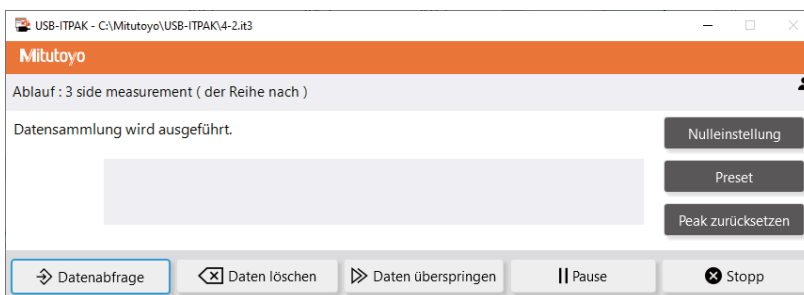 USB-ITPAK - C:\Mitutoyo\USB-ITPAK\4-2.it3
Mitutoyo
Ablauf : 3 side measurement ( der Reihe nach )
Datensammlung wird ausgeführt.
Nulleinstellung
Preset
Peak zurücksetzen
Datenabfrage
Daten löschen
Daten überspringen
Pause
Stopp